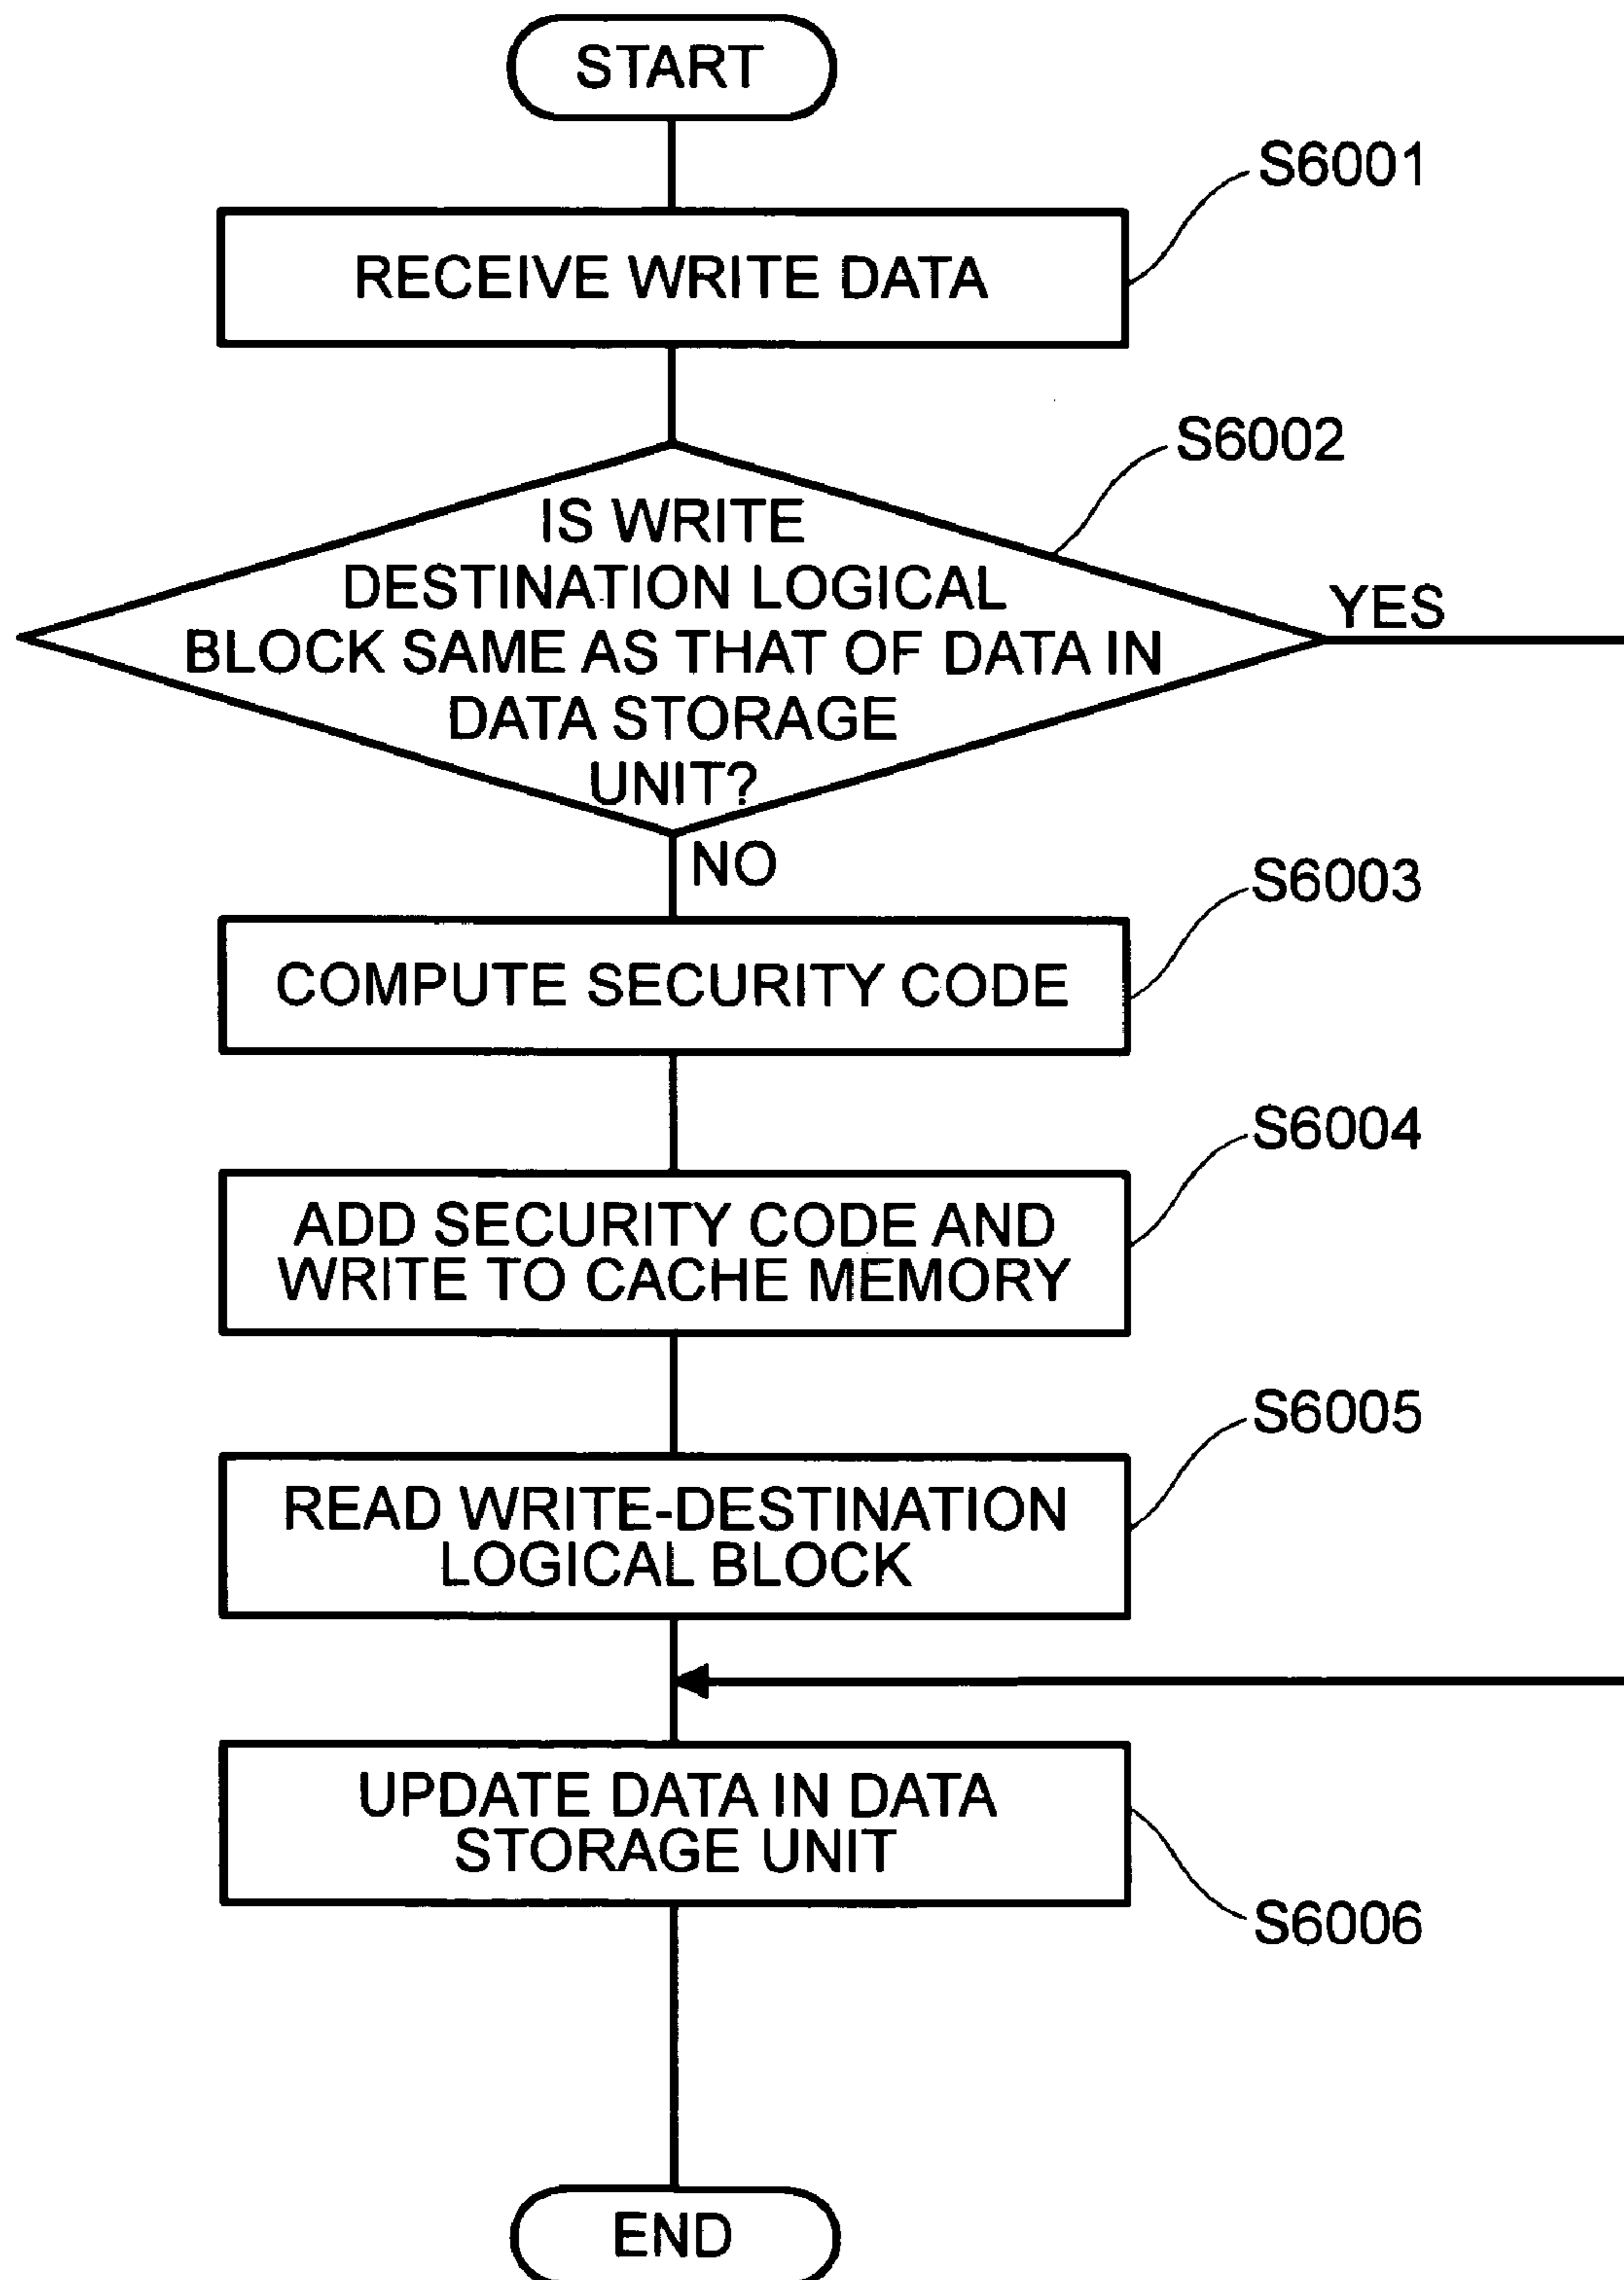 START
S6001
RECEIVE WRITE DATA
S6002
IS WRITE
DESTINATION LOGICAL
YES
BLOCK SAME AS THAT OF DATA IN
DATA STORAGE
UNIT?
NO
S6003
COMPUTE SECURITY CODE
S6004
ADD SECURITY CODE AND
WRITE TO CACHE MEMORY
S6005
READ WRITE-DESTINATION
LOGICAL BLOCK
UPDATE DATA IN DATA
STORAGE UNIT
S6006
END